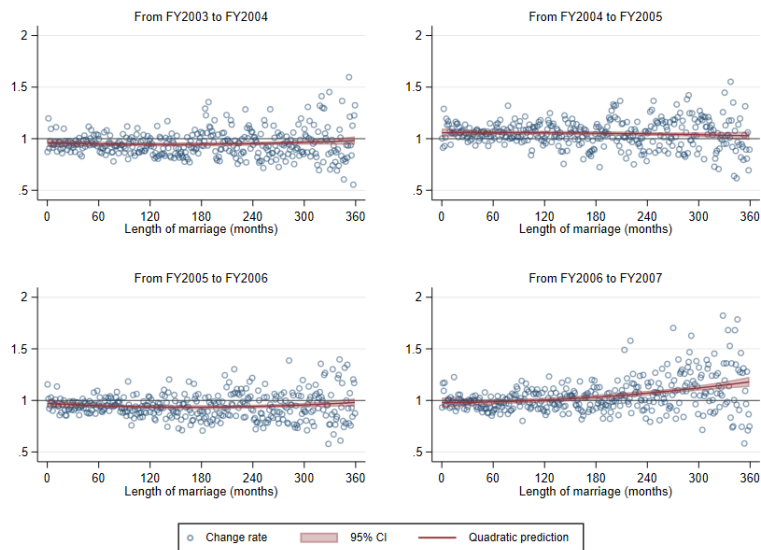 From FY2003 to FY2004
2
1.5
1
.5
0 60 120 180 240 300 360
Length of marriage (months)
From FY2004 to FY2005
2
1.5
1
.5
0 60 120 180 240 300 360
Length of marriage (months)
From FY2005 to FY2006
2
1.5
1
.5
0 60 120 180 240 300 360
Length of marriage (months)
From FY2006 to FY2007
2
1.5
1
.5
0 60 120 180 240 300 360
Length of marriage (months)
Change rate 95% CI Quadratic prediction